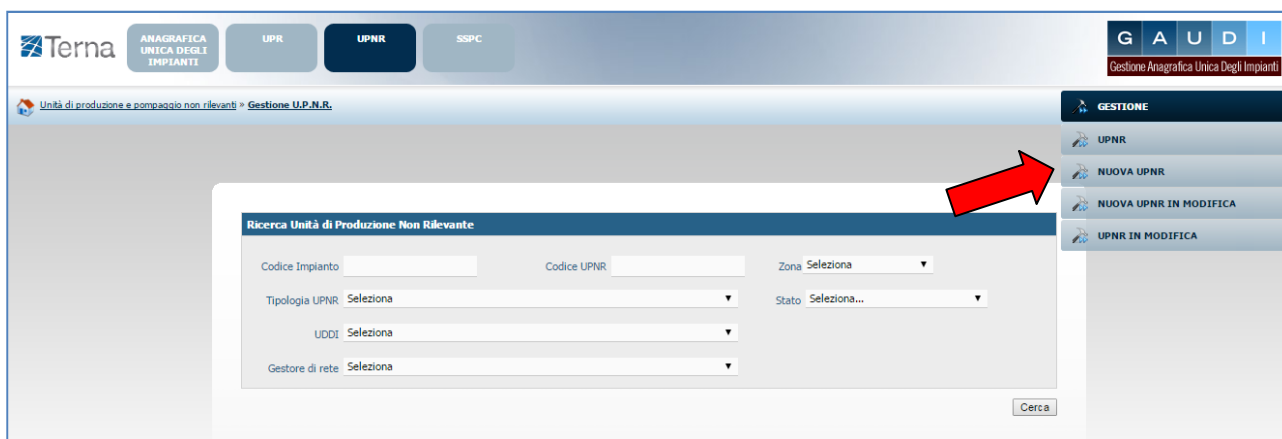 Terna
ANAGRAFICA
UNICA DEGLI
IMPIANTI
UPR
UPNR
SSPC
G A U D I
Gestione Anagrafica Unica Degli Impianti
Unità di produzione e pompaggio non rilevanti » Gestione U.P.N.R.
GESTIONE
UPNR
NUOVA UPNR
NUOVA UPNR IN MODIFICA
UPNR IN MODIFICA
Ricerca Unità di Produzione Non Rilevante
Codice Impianto Codice UPNR Zona Seleziona
Tipologia UPNR Seleziona Stato Seleziona...
UDDI Seleziona
Gestore di rete Seleziona
Cerca